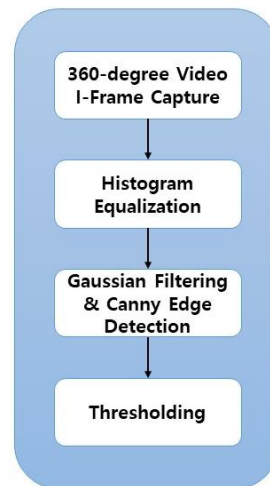 360-degree Video
I-Frame Capture
Histogram
Equalization
Gaussian Filtering
& Canny Edge
Detection
Thresholding